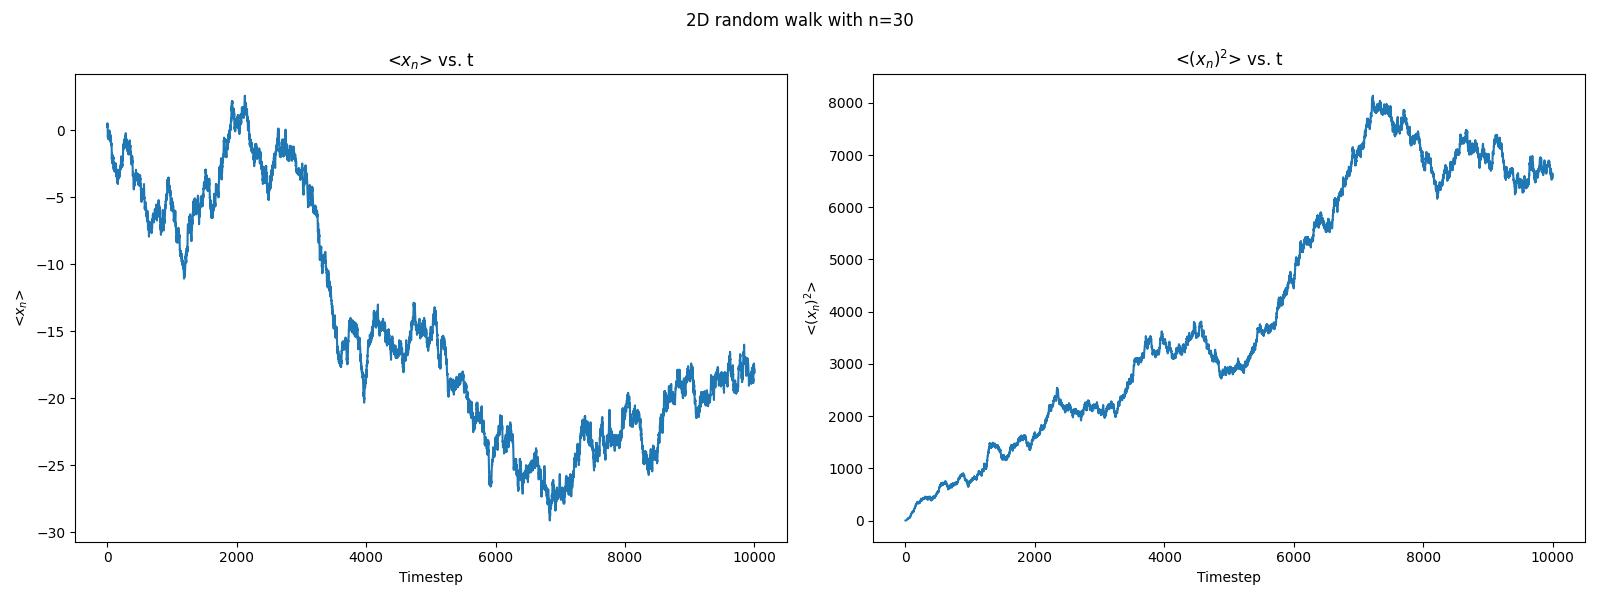 2D random walk with n=30
<x_n> vs. t
0
−5
−10
−15
−20
−25
−30
<x_n>
0 2000 4000 6000 8000 10000
Timestep
<(x_n)^2> vs. t
8000
7000
6000
5000
4000
3000
2000
1000
0
<(x_n)^2>
0 2000 4000 6000 8000 10000
Timestep